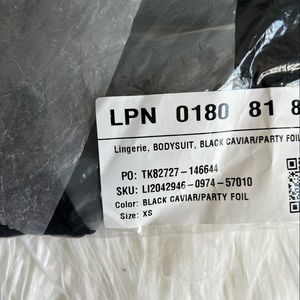 LPN 0180 81 8
Lingerie, BODYSUIT, BLACK CAVIAR/PARTY FOIL
PO: TK82727-146644
SKU: LI2042946-0974-57010
Color: BLACK CAVIAR/PARTY FOIL
Size: XS